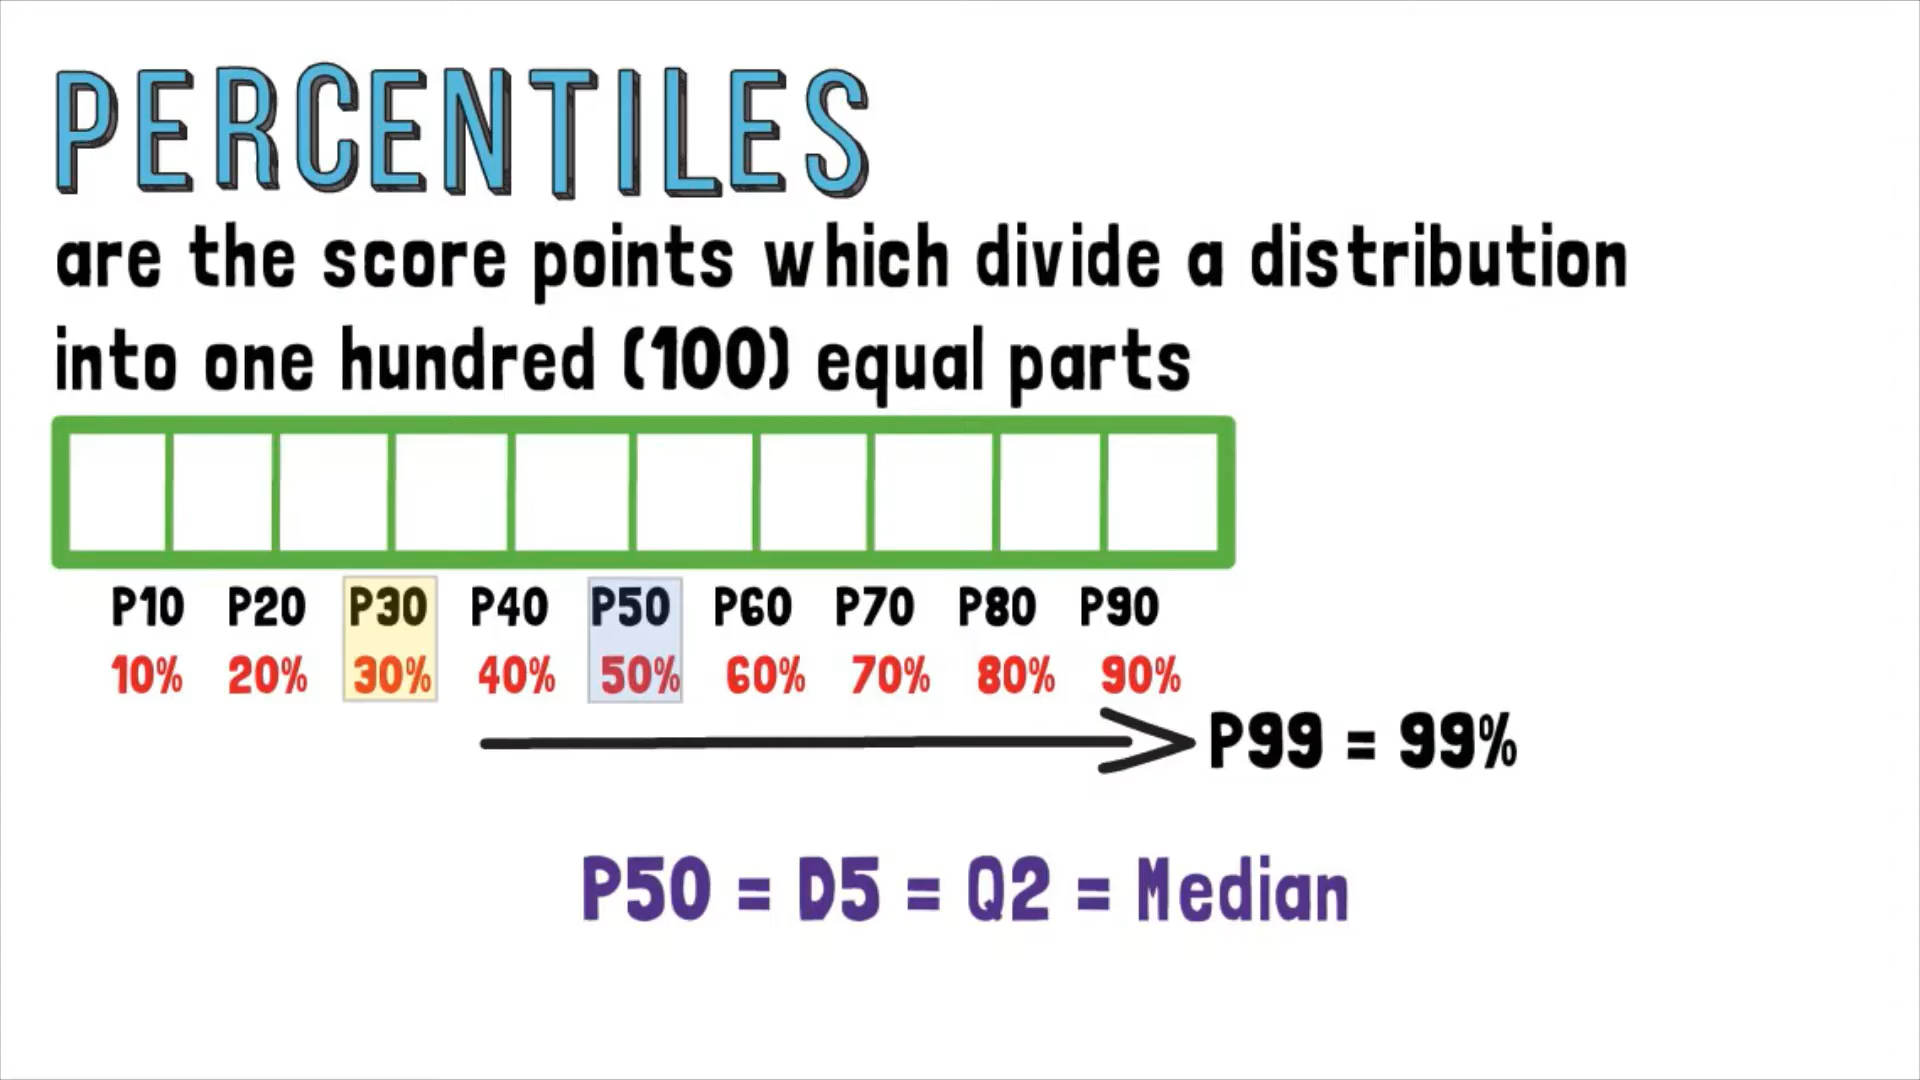 PERCENTILES
are the score points which divide a distribution
into one hundred (100) equal parts
P10 P20 P30 P40 P50 P60 P70 P80 P90
10% 20% 30% 40% 50% 60% 70% 80% 90%
P99 = 99%
P50 = D5 = Q2 = Median